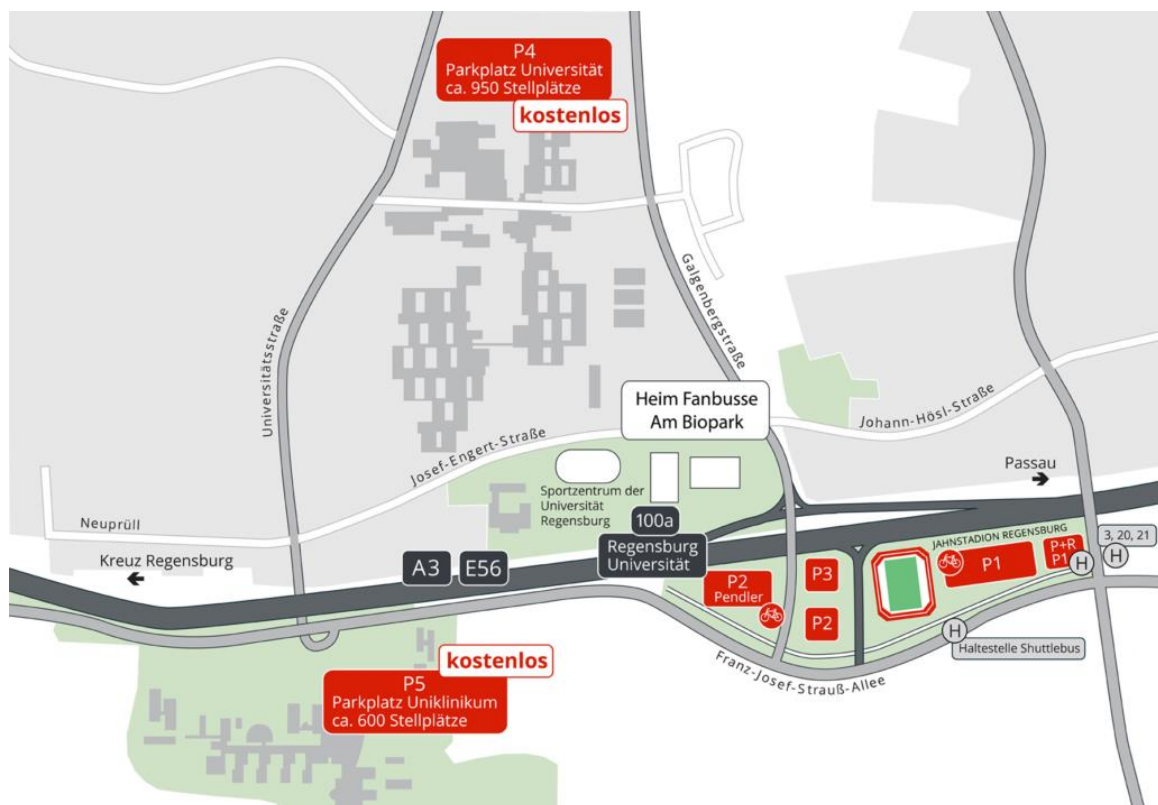 P4
Parkplatz Universität
ca. 950 Stellplätze
kostenlos
Universitätsstraße
Galgenbergstraße
Heim Fanbusse
Am Biopark
Johann-Hösl-Straße
Josef-Engert-Straße
Passau
Sportzentrum der
Universität
Regensburg
Neuprüll
100a
Regensburg
Universität
Kreuz Regensburg
A3
E56
JAHNSTADION REGENSBURG
3, 20, 21
P+R
P1
H
H
P1
P2
Pendler
P3
P2
H
Haltestelle Shuttlebus
Franz-Josef-Strauß-Allee
kostenlos
P5
Parkplatz Uniklinikum
ca. 600 Stellplätze